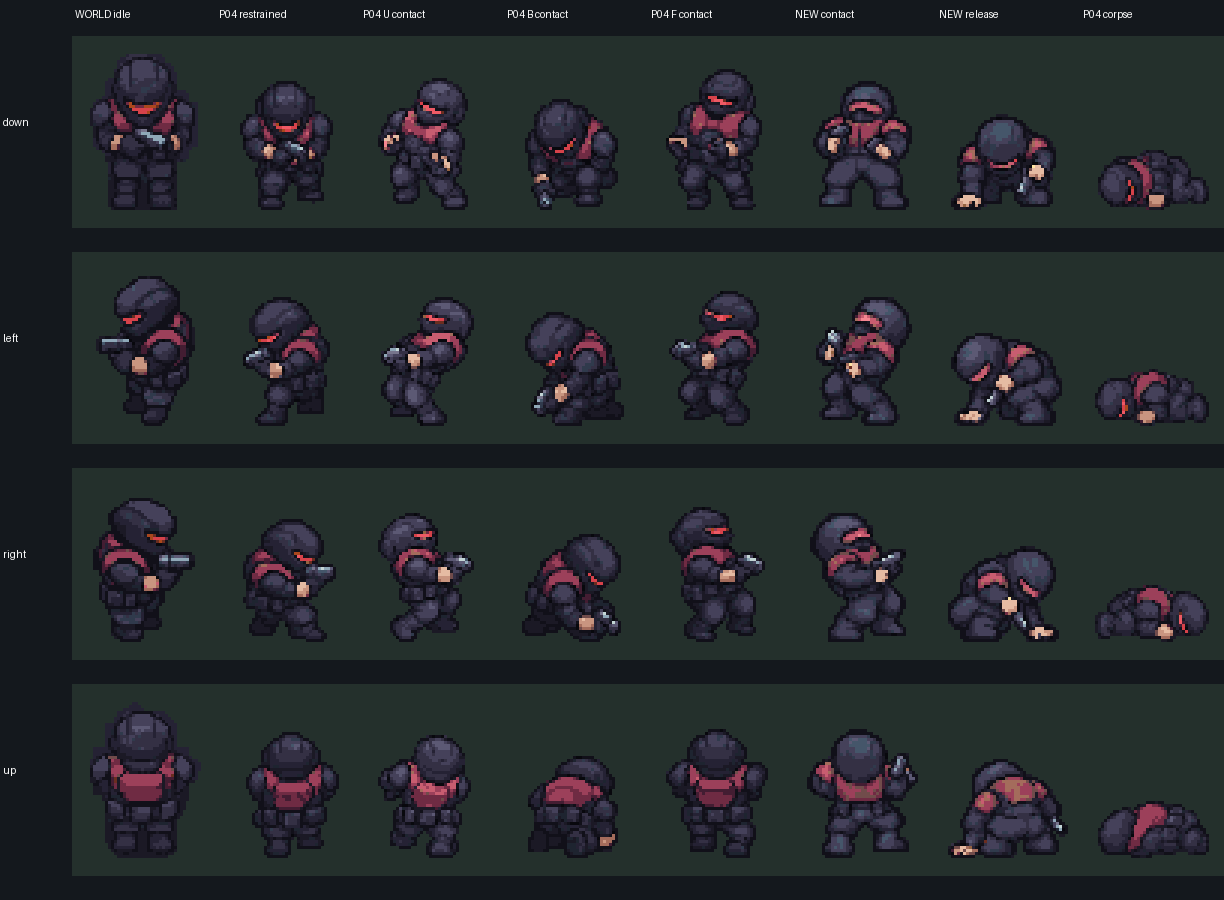 WORLD idle P04 restrained P04 U contact P04 B contact P04 F contact NEW contact NEW release P04 corpse
down
left
right
up